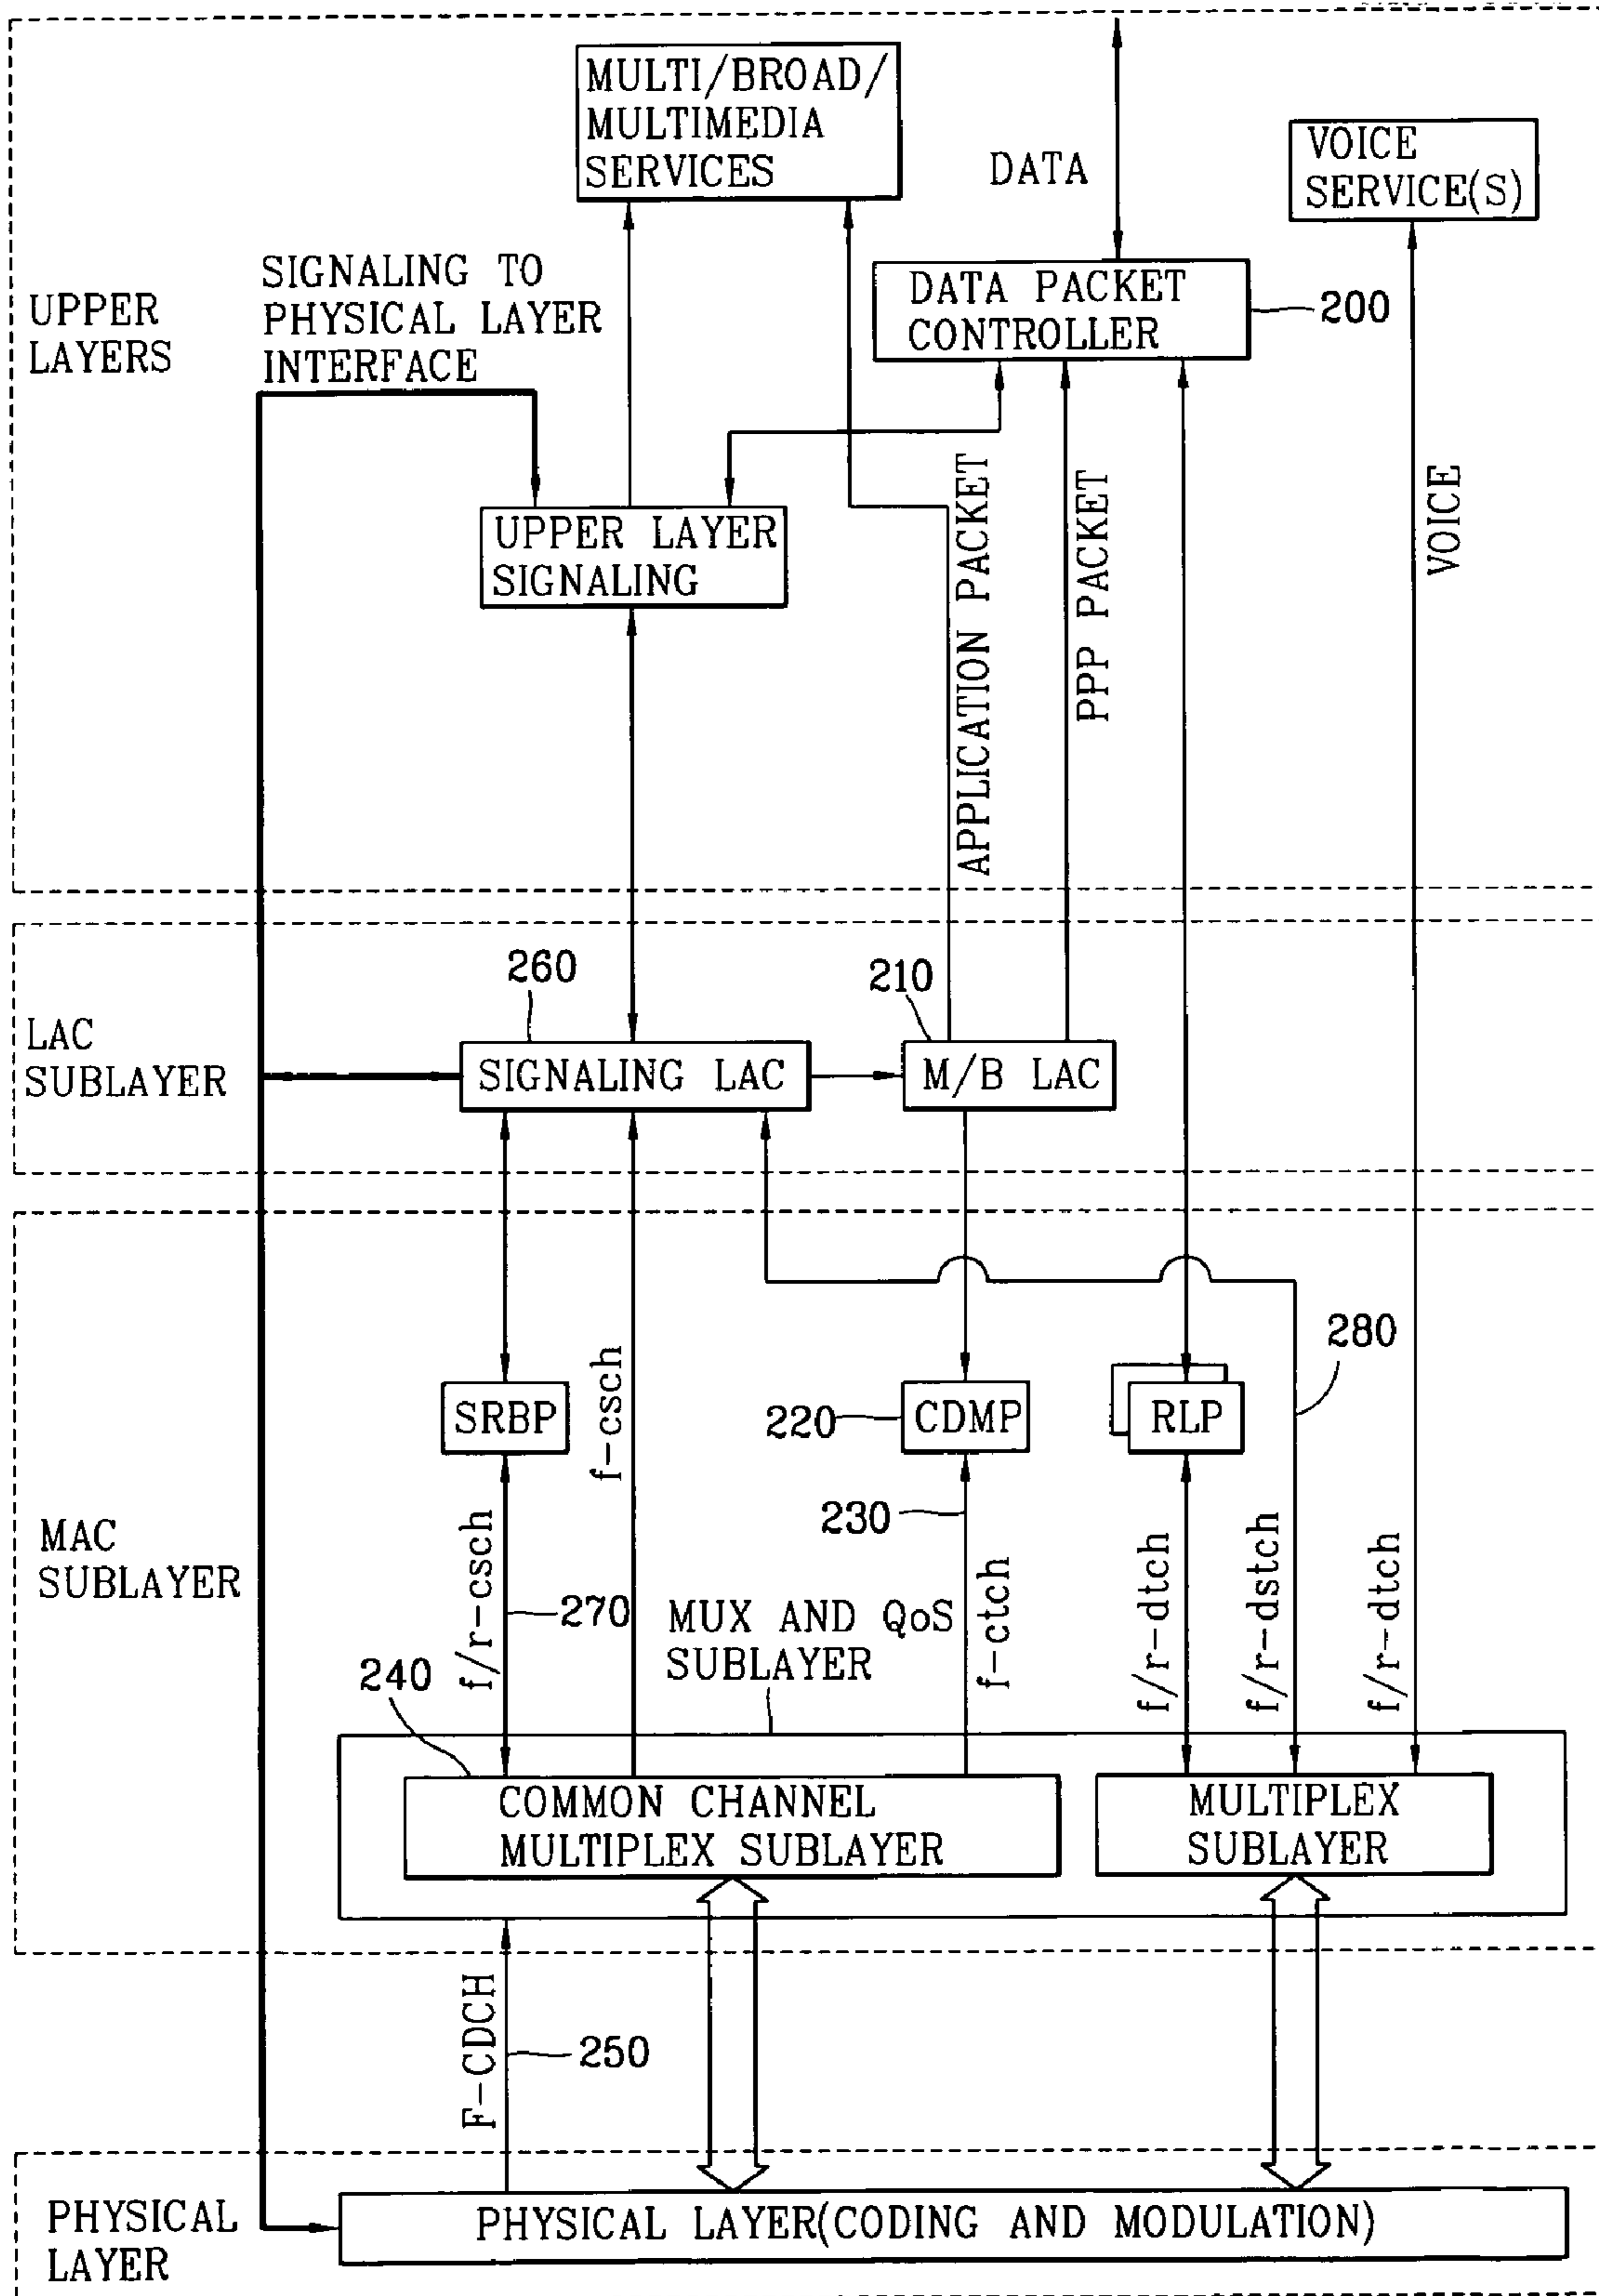 MULTI/BROAD/
MULTIMEDIA
SERVICES
DATA
VOICE
SERVICE(S)
SIGNALING TO
PHYSICAL LAYER
INTERFACE
UPPER
LAYERS
DATA PACKET
CONTROLLER
200
UPPER LAYER
SIGNALING
APPLICATION PACKET
PPP PACKET
VOICE
260
210
LAC
SUBLAYER
SIGNALING LAC
M/B LAC
280
f-csch
SRBP
220
CDMP
RLP
230
MAC
SUBLAYER
f/r-csch
270
MUX AND QoS
SUBLAYER
f-ctch
f/r-dtch
f/r-dstch
f/r-dtch
240
COMMON CHANNEL
MULTIPLEX SUBLAYER
MULTIPLEX
SUBLAYER
F-CDCH
250
PHYSICAL
LAYER
PHYSICAL LAYER(CODING AND MODULATION)